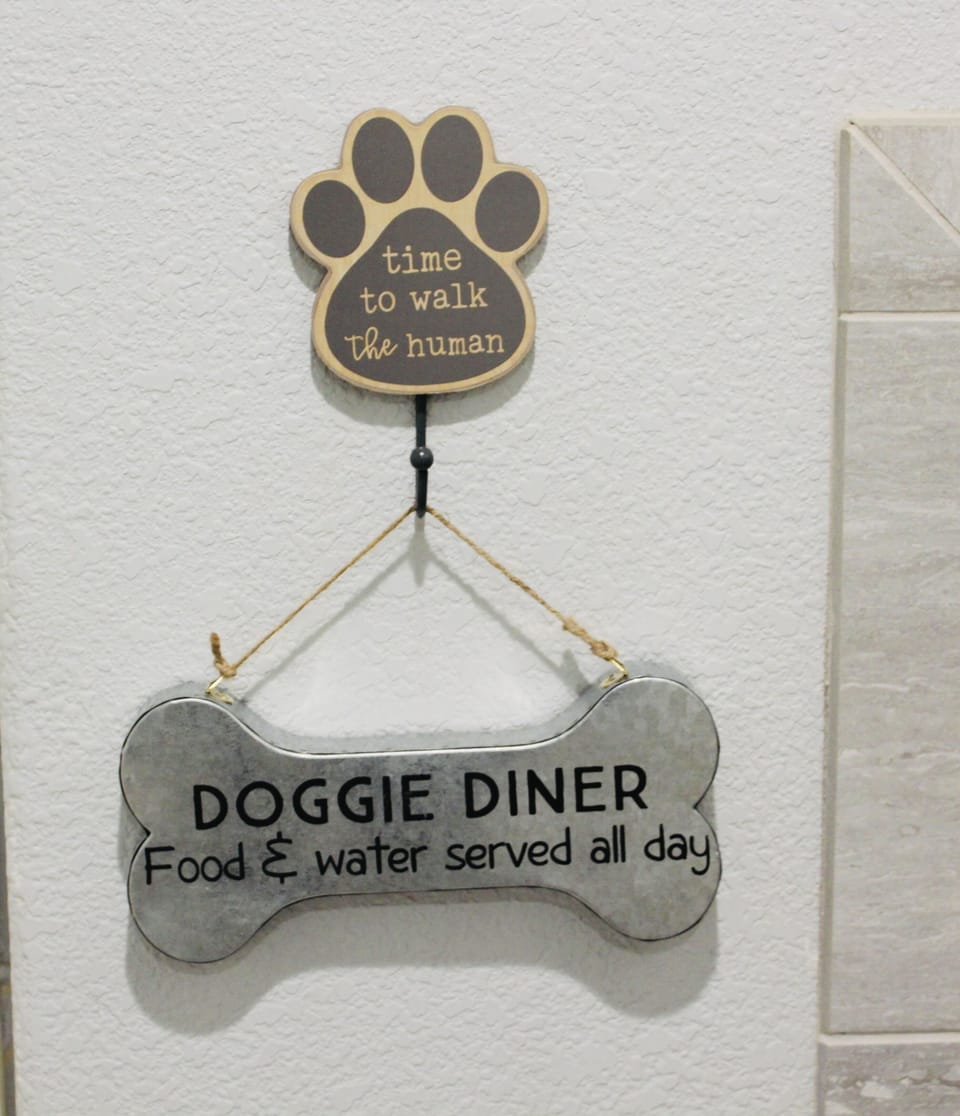 time
to walk
the human
DOGGIE DINER
Food & water served all day